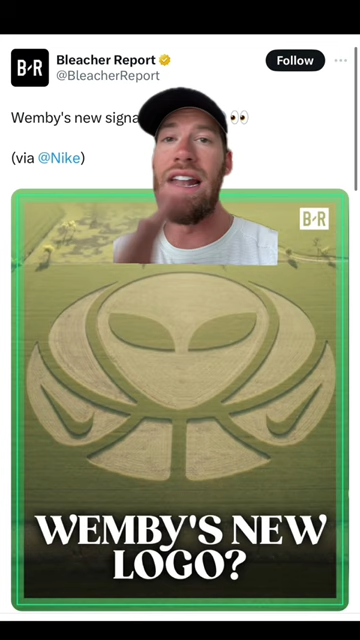 B/R
Bleacher Report
@BleacherReport
Follow
Wemby's new signa
(via @Nike)
B/R
WEMBY'S NEW
LOGO?